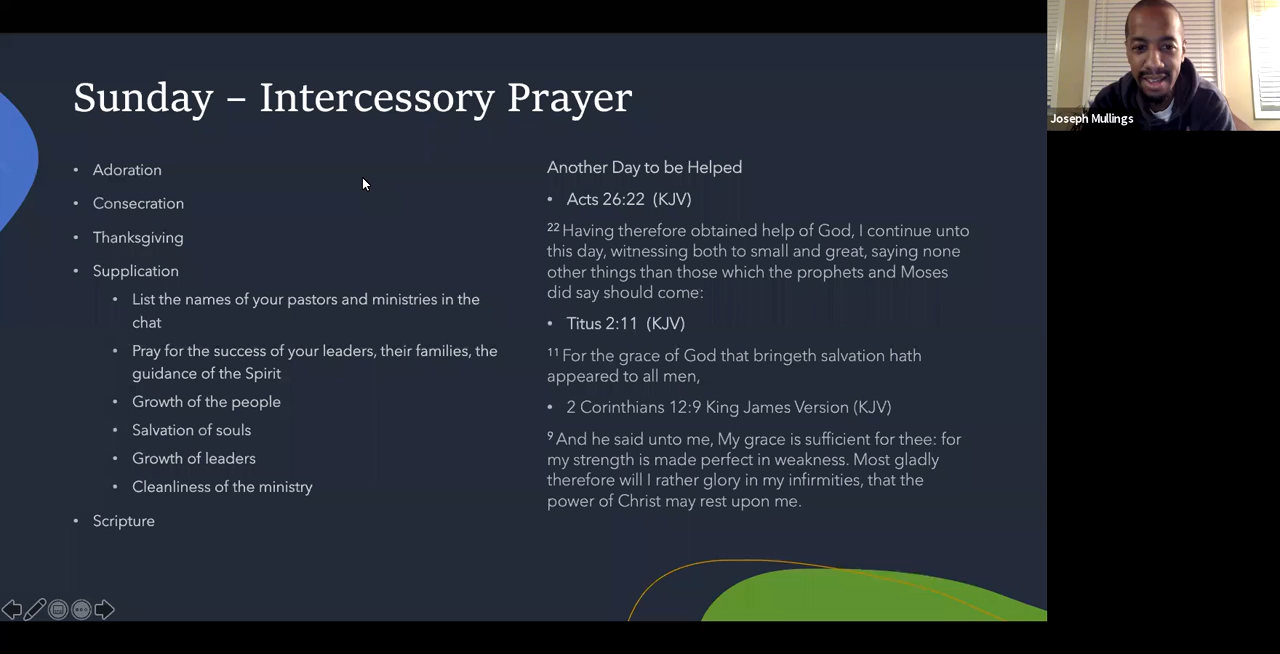 Sunday – Intercessory Prayer
• Adoration
• Consecration
• Thanksgiving
• Supplication
• List the names of your pastors and ministries in the
chat
• Pray for the success of your leaders, their families, the
guidance of the Spirit
• Growth of the people
• Salvation of souls
• Growth of leaders
• Cleanliness of the ministry
• Scripture
Another Day to be Helped
• Acts 26:22 (KJV)
22 Having therefore obtained help of God, I continue unto
this day, witnessing both to small and great, saying none
other things than those which the prophets and Moses
did say should come:
• Titus 2:11 (KJV)
11 For the grace of God that bringeth salvation hath
appeared to all men,
• 2 Corinthians 12:9 King James Version (KJV)
9 And he said unto me, My grace is sufficient for thee: for
my strength is made perfect in weakness. Most gladly
therefore will I rather glory in my infirmities, that the
power of Christ may rest upon me.
Joseph Mullings